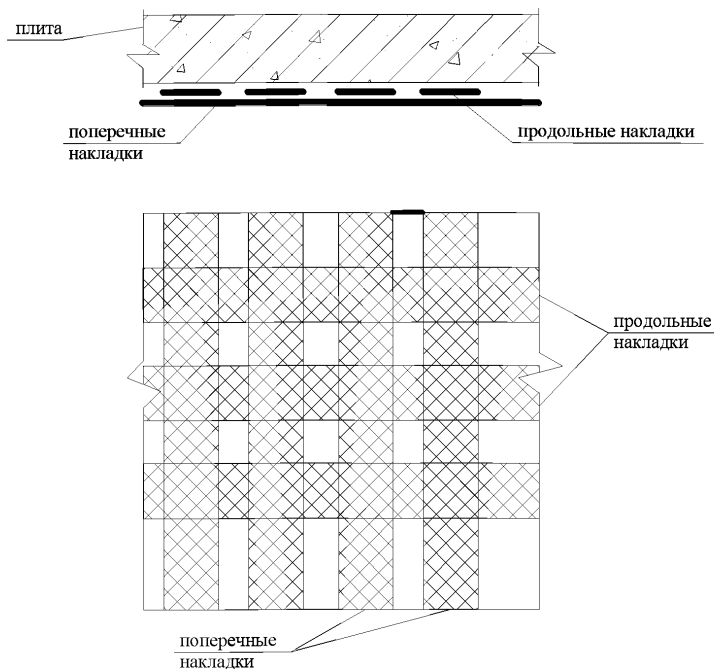 плита
поперечные
накладки
продольные накладки
продольные
накладки
поперечные
накладки